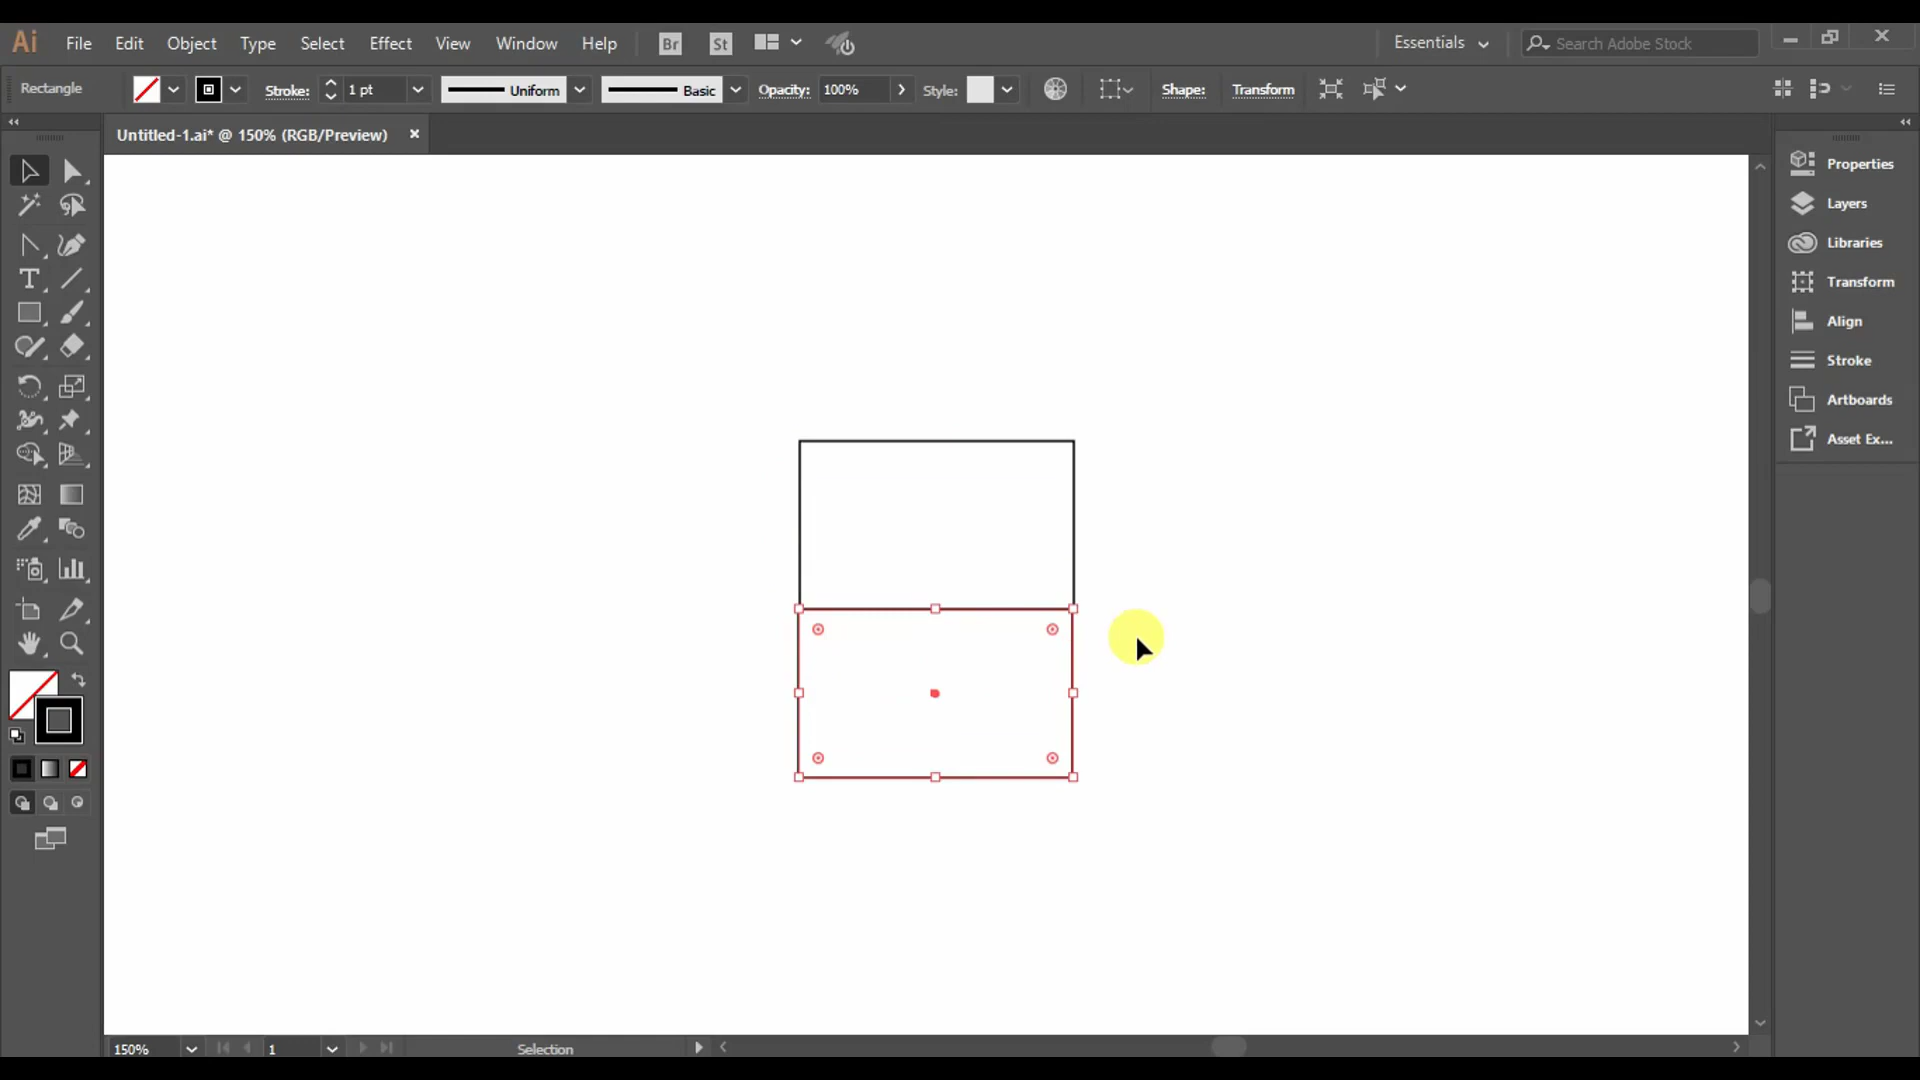 Ai File Edit Object Type Select Effect View Window Help Br St Essentials Search Adobe Stock
Rectangle Stroke: 1 pt Uniform Basic Opacity: 100% Style: Shape: Transform
Untitled-1.ai* @ 150% (RGB/Preview)
Properties
Layers
Libraries
Transform
Align
Stroke
Artboards
Asset Ex...
150% 1 Selection